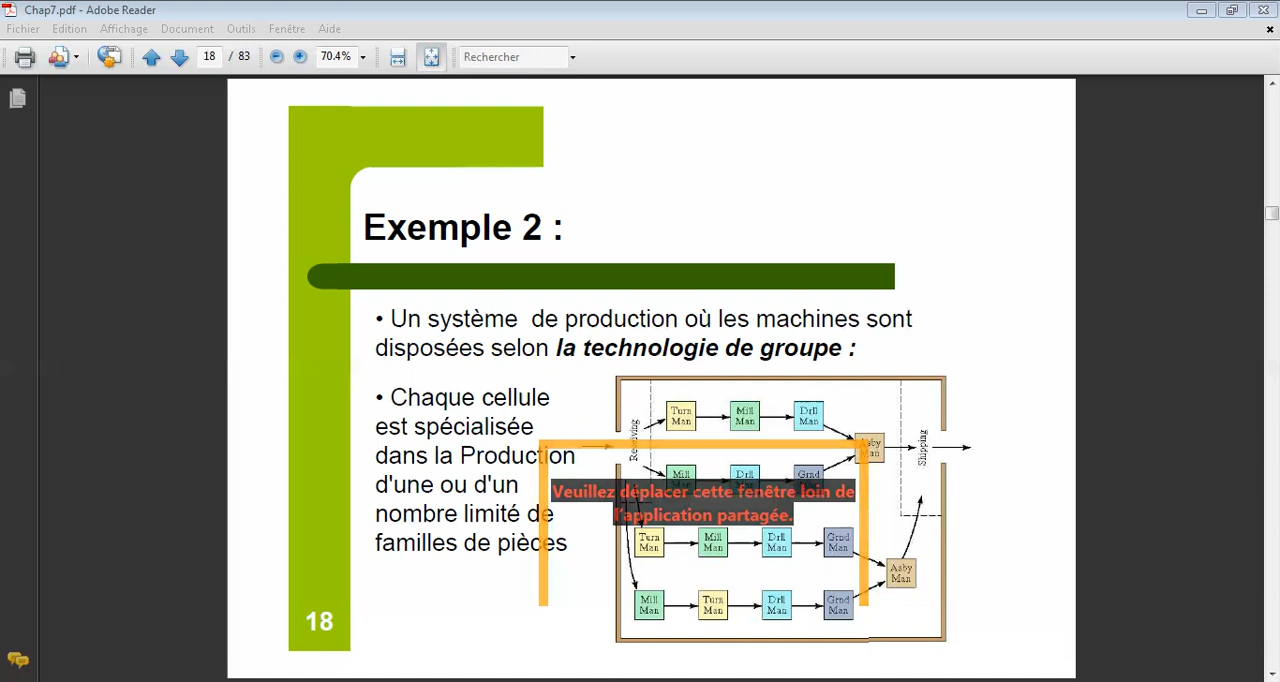 Chap7.pdf - Adobe Reader
Fichier Edition Affichage Document Outils Fenêtre Aide
18 / 83 70.4% Rechercher
Exemple 2 :
• Un système de production où les machines sont
disposées selon la technologie de groupe :
• Chaque cellule
est spécialisée
dans la Production
d'une ou d'un
nombre limité de
familles de pièces
Receiving
Turn Man
Mill Man
Drll Man
Asby Man
Shipping
Mill
Drll
Grnd
Veuillez déplacer cette fenêtre loin de
l'application partagée.
Turn Man
Mill Man
Drll Man
Grnd Man
Asby Man
Mill Man
Turn Man
Drll Man
Grnd Man
18